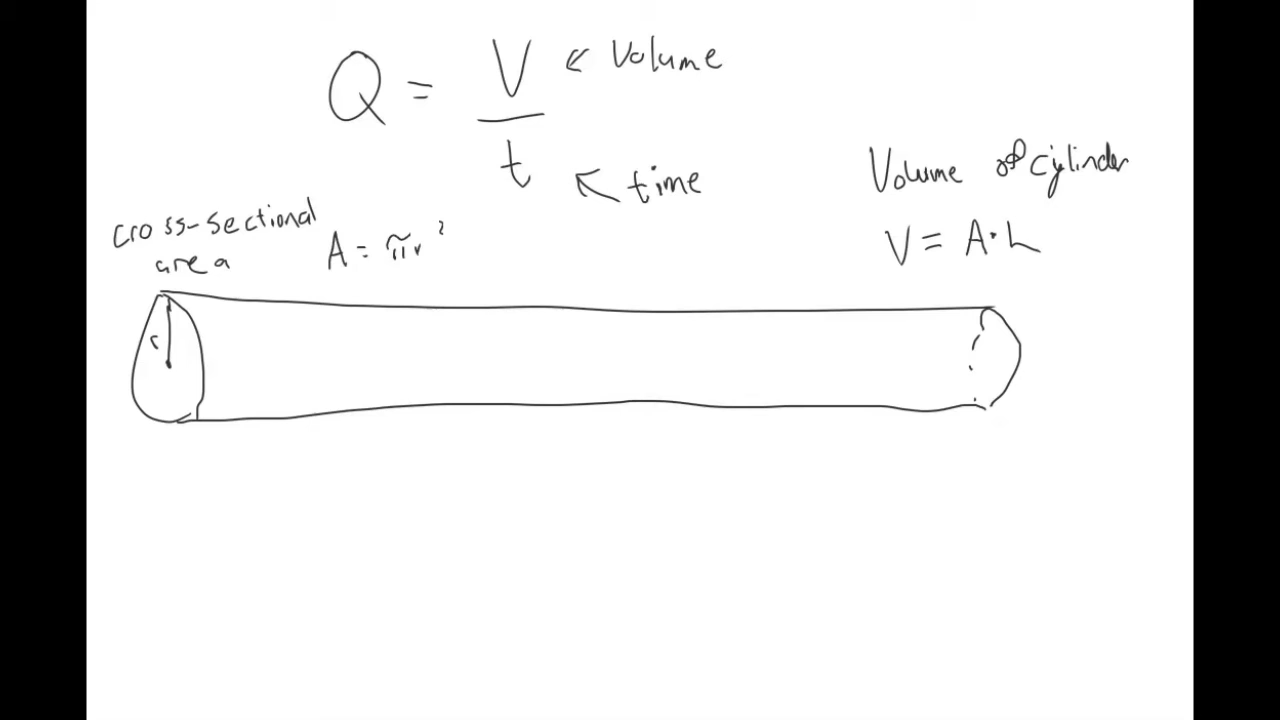 Q = V/t
← Volume
← time
Volume of cylinder
V = A·h
cross-sectional
area
A = πr²
r